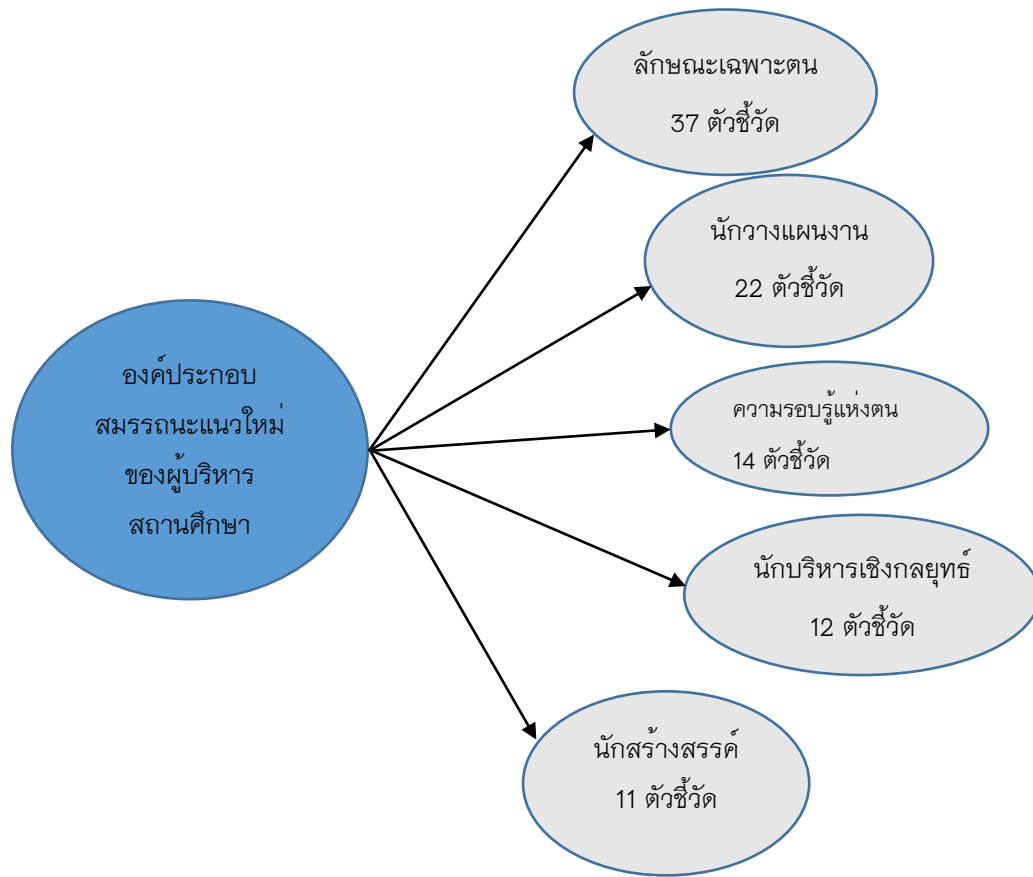 ลักษณะเฉพาะตน
37 ตัวชี้วัด
นักวางแผนงาน
22 ตัวชี้วัด
องค์ประกอบ
สมรรถนะแนวใหม่
ของผู้บริหาร
สถานศึกษา
ความรอบรู้แห่งตน
14 ตัวชี้วัด
นักบริหารเชิงกลยุทธ์
12 ตัวชี้วัด
นักสร้างสรรค์
11 ตัวชี้วัด